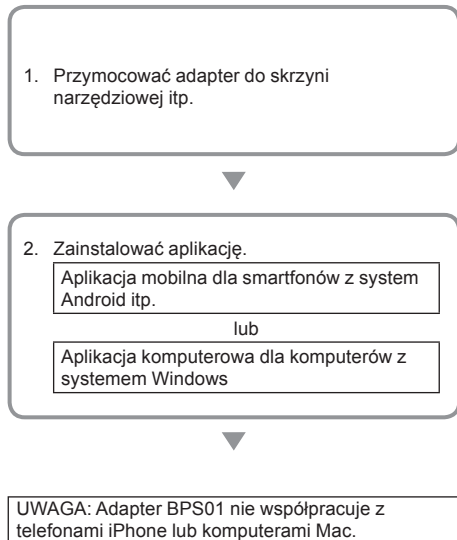 1. Przymocować adapter do skrzyni
narzędziowej itp.
2. Zainstalować aplikację.
Aplikacja mobilna dla smartfonów z system
Android itp.
lub
Aplikacja komputerowa dla komputerów z
systemem Windows
UWAGA: Adapter BPS01 nie współpracuje z
telefonami iPhone lub komputerami Mac.